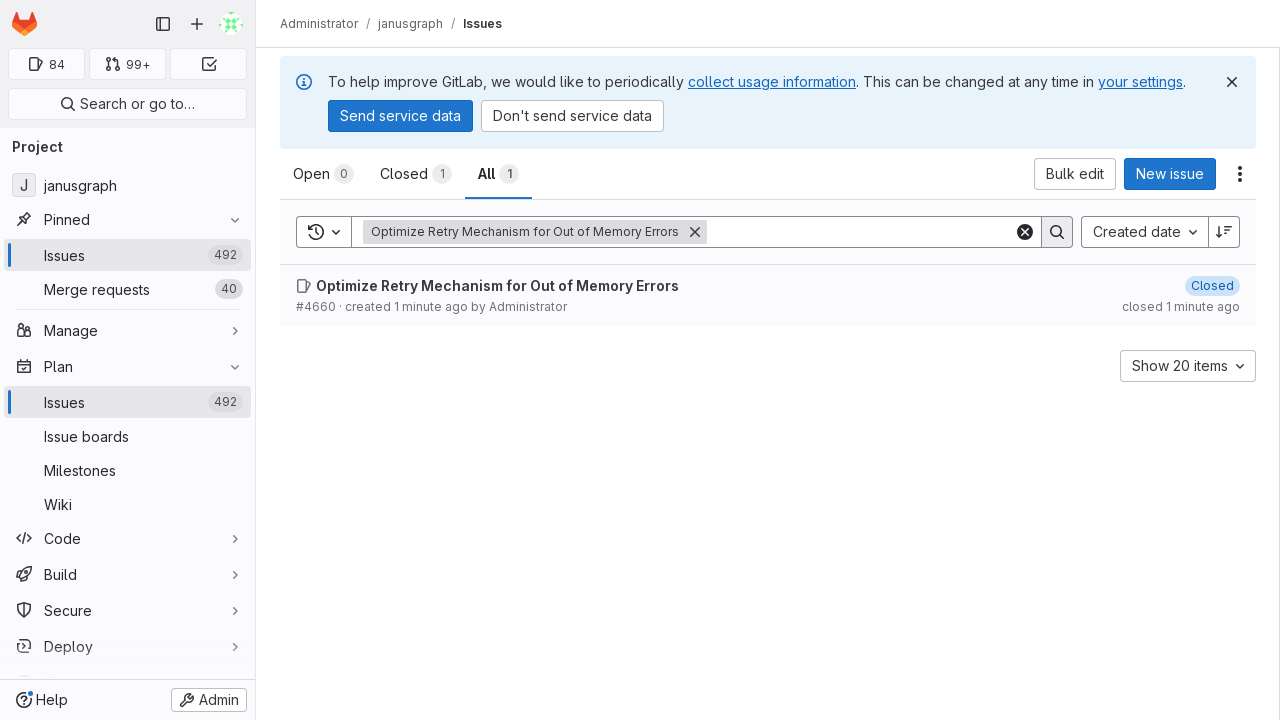 Administrator / janusgraph / Issues
84
99+
Search or go to…
To help improve GitLab, we would like to periodically collect usage information. This can be changed at any time in your settings.
Send service data
Don't send service data
Project
J janusgraph
Pinned
Issues 492
Merge requests 40
Manage
Plan
Issues 492
Issue boards
Milestones
Wiki
Code
Build
Secure
Deploy
Help
Admin
Open 0
Closed 1
All 1
Bulk edit
New issue
Optimize Retry Mechanism for Out of Memory Errors
Created date
Optimize Retry Mechanism for Out of Memory Errors
Closed
#4660 · created 1 minute ago by Administrator
closed 1 minute ago
Show 20 items